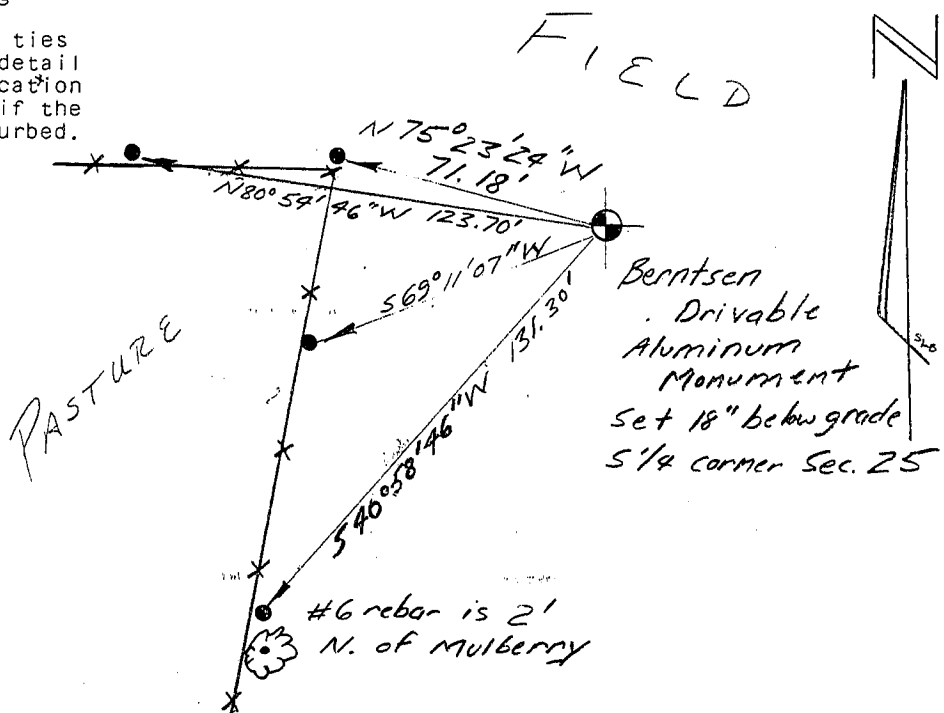 ties
detail
cation
if the
urbed.
FIELD
N
N 75° 23' 24" W
71.18'
N80° 54' 46" W 123.70'
S 69° 11' 07" W
S 40° 58' 46" W 131.30'
PASTURE
Berntsen
Drivable
Aluminum
Monument
Set 18" below grade
S 1/4 corner Sec. 25
#6 rebar is 2'
N. of Mulberry